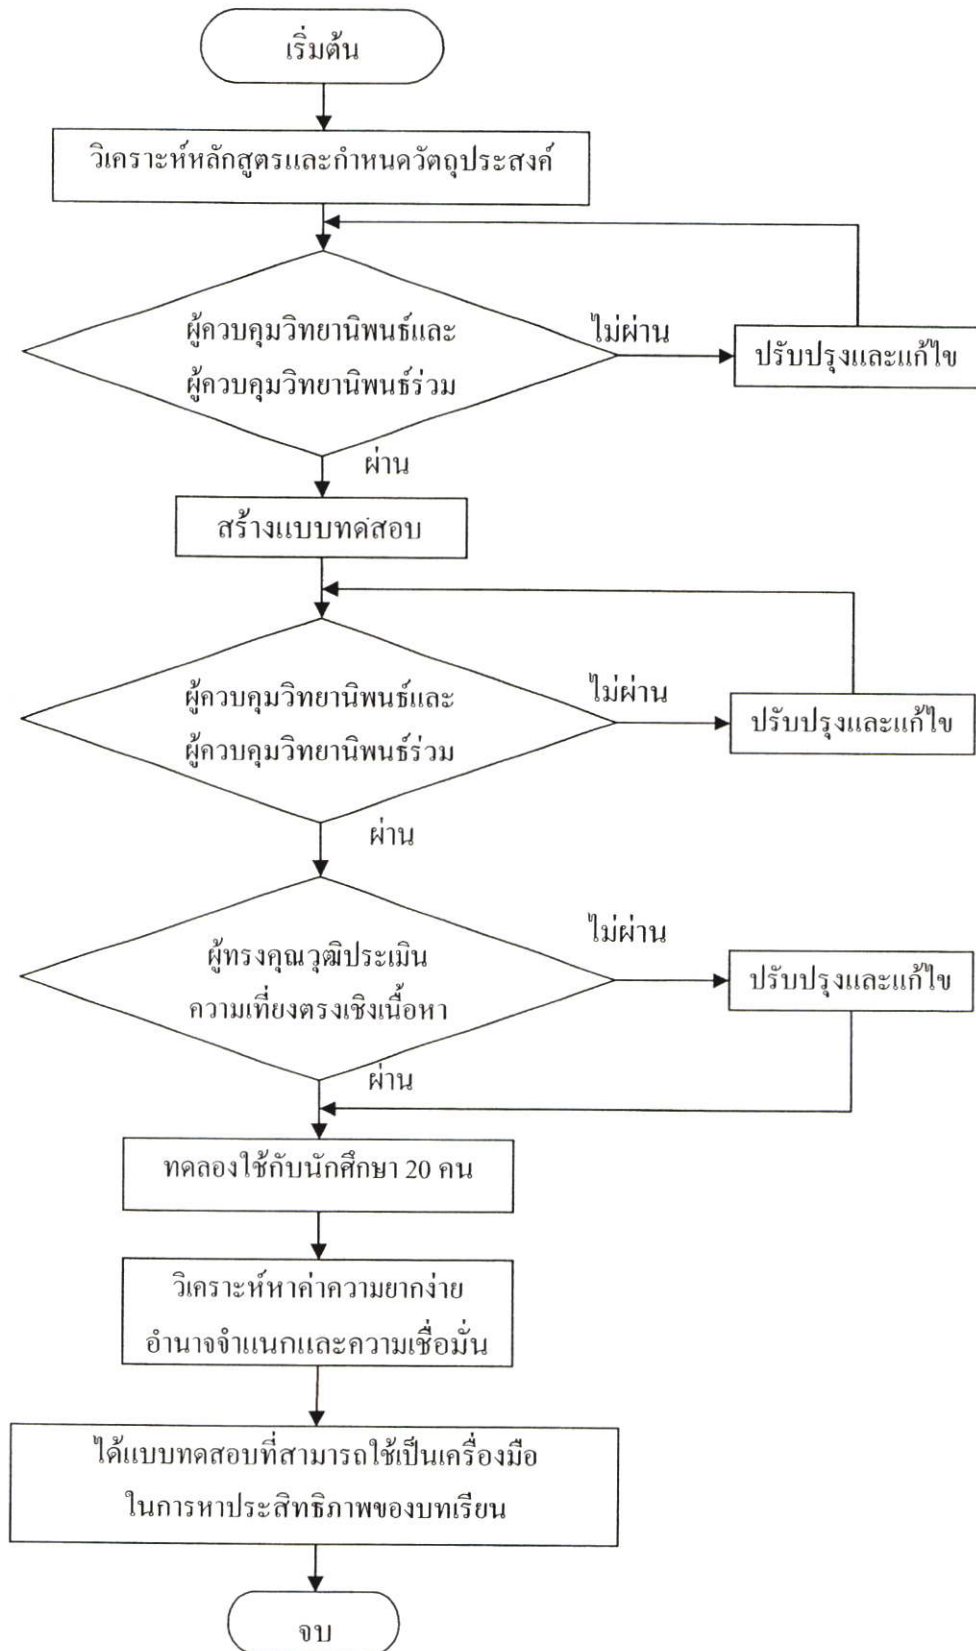 เริ่มต้น
วิเคราะห์หลักสูตรและกำหนดวัตถุประสงค์
ผู้ควบคุมวิทยานิพนธ์และ
ผู้ควบคุมวิทยานิพนธ์ร่วม
ไม่ผ่าน
ปรับปรุงและแก้ไข
ผ่าน
สร้างแบบทดสอบ
ผู้ควบคุมวิทยานิพนธ์และ
ผู้ควบคุมวิทยานิพนธ์ร่วม
ไม่ผ่าน
ปรับปรุงและแก้ไข
ผ่าน
ผู้ทรงคุณวุฒิประเมิน
ความเที่ยงตรงเชิงเนื้อหา
ไม่ผ่าน
ปรับปรุงและแก้ไข
ผ่าน
ทดลองใช้กับนักศึกษา 20 คน
วิเคราะห์หาค่าความยากง่าย
อำนาจจำแนกและความเชื่อมั่น
ได้แบบทดสอบที่สามารถใช้เป็นเครื่องมือ
ในการหาประสิทธิภาพของบทเรียน
จบ